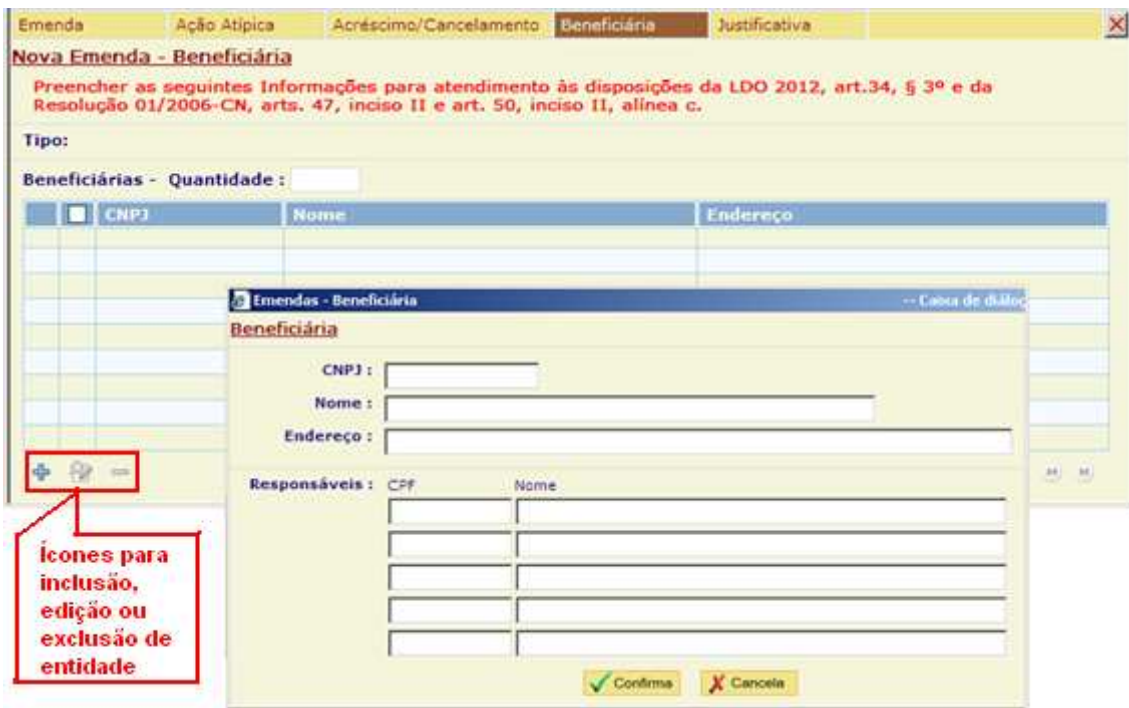 Emenda Ação Atípica Acréscimo/Cancelamento Beneficiária Justificativa
Nova Emenda - Beneficiária
Preencher as seguintes Informações para atendimento às disposições da LDO 2012, art.34, § 3º e da
Resolução 01/2006-CN, arts. 47, inciso II e art. 50, inciso II, alínea c.
Tipo:
Beneficiárias - Quantidade :
CNPJ Nome Endereço
Emendas - Beneficiária -- Caixa de diálog
Beneficiária
CNPJ :
Nome :
Endereço :
Responsáveis : CPF Nome
Confirma Cancela
Ícones para
inclusão,
edição ou
exclusão de
entidade